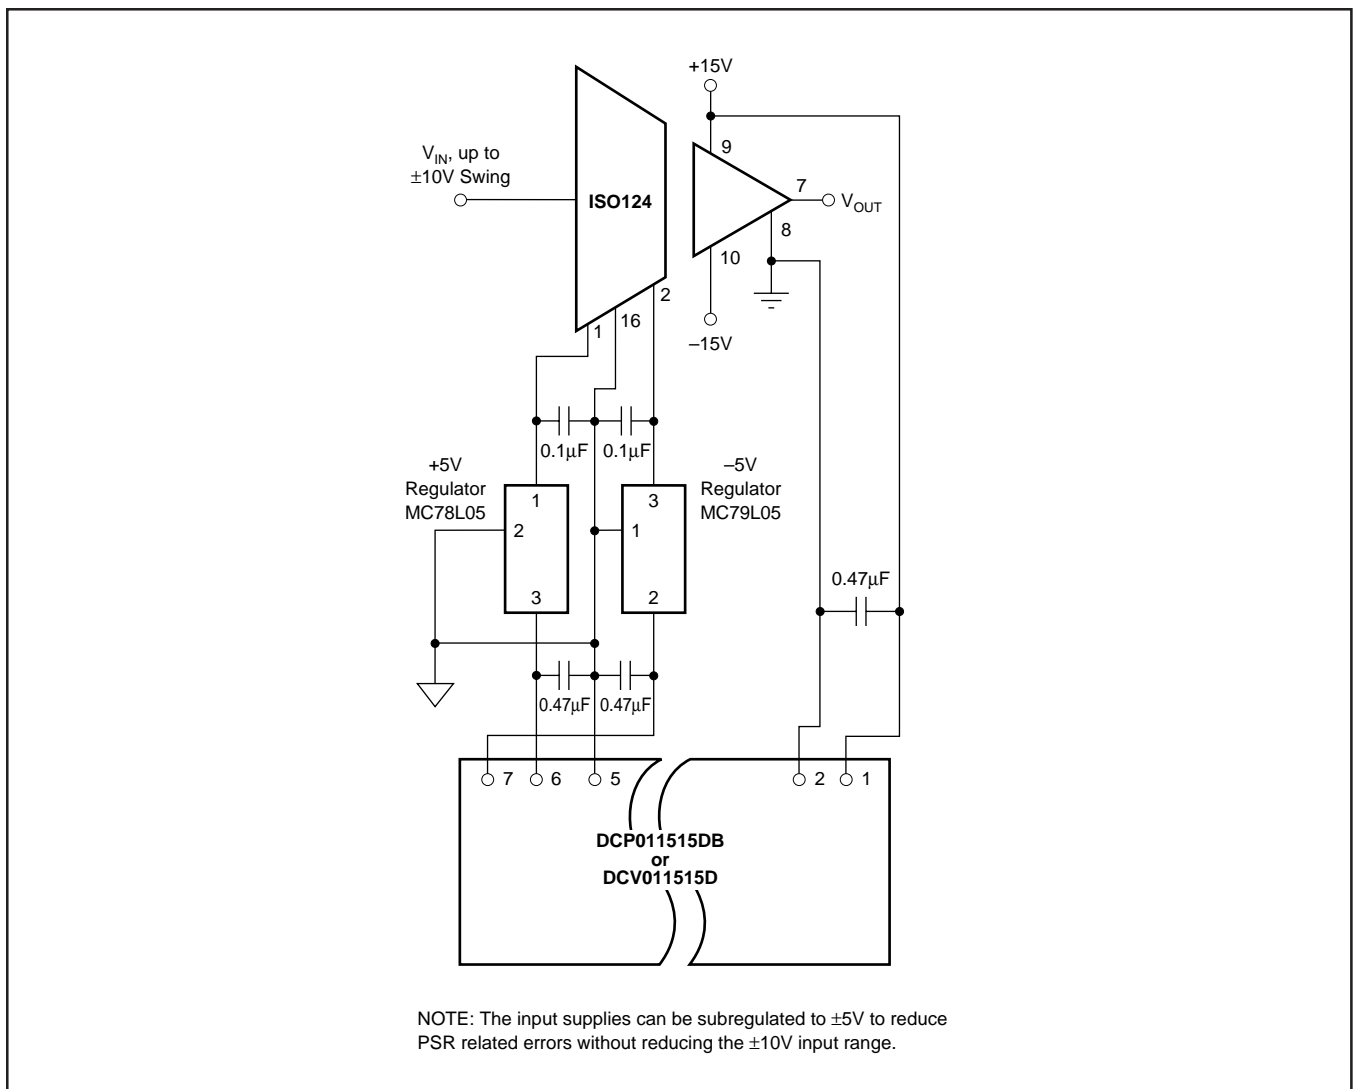 +15V
9
V_IN, up to
±10V Swing
ISO124
7
V_OUT
8
10
2
16
1
–15V
0.1µF
0.1µF
+5V
Regulator
MC78L05
–5V
Regulator
MC79L05
1
2
3
3
1
2
0.47µF
0.47µF
0.47µF
7
6
5
2
1
DCP011515DB
or
DCV011515D
NOTE: The input supplies can be subregulated to ±5V to reduce
PSR related errors without reducing the ±10V input range.